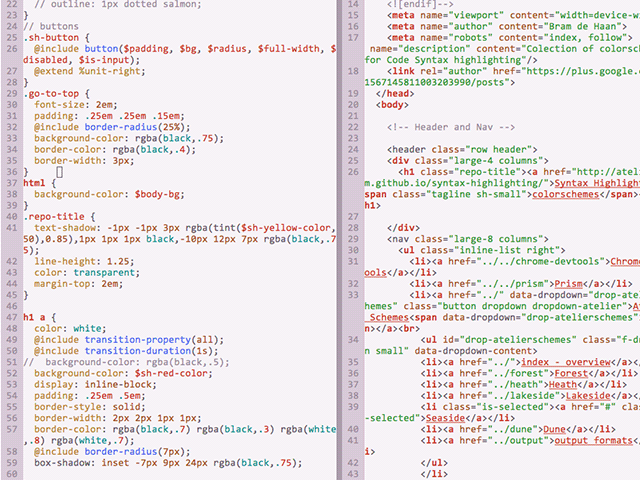 22 // outline: 1px dotted salmon;
23 }
24 // buttons
25 .sh-button {
26 @include button($padding, $bg, $radius, $full-width, $
disabled, $is-input);
27 @extend %unit-right;
28 }
29 .go-to-top {
30 font-size: 2em;
31 padding: .25em .25em .15em;
32 @include border-radius(25%);
33 background-color: rgba(black,.75);
34 border-color: rgba(black,.4);
35 border-width: 3px;
36 }
37 html {
38 background-color: $body-bg;
39 }
40 .repo-title {
41 text-shadow: -1px -1px 3px rgba(tint($sh-yellow-color,
50),0.85),1px 1px 1px black,-10px 12px 7px rgba(black,.7
5);
42 line-height: 1.25;
43 color: transparent;
44 margin-top: 2em;
45 }
46
47 h1 a {
48 color: white;
49 @include transition-property(all);
50 @include transition-duration(1s);
51 // background-color: rgba(black,.5);
52 background-color: $sh-red-color;
53 display: inline-block;
54 padding: .25em .5em;
55 border-style: solid;
56 border-width: 2px 2px 1px 1px;
57 border-color: rgba(black,.7) rgba(black,.3) rgba(white
,.8) rgba(white,.7);
58 @include border-radius(7px);
59 box-shadow: inset -7px 9px 24px rgba(black,.75);
60
14 <![endif]-->
15 <meta name="viewport" content="width=device-w
16 <meta name="author" content="Bram de Haan">
17 <meta name="robots" content="index, follow">
name="description" content="Colection of colorsch
for Code Syntax highlighting"/>
18 <link rel="author" href="https://plus.google.c
1567145811003203990/posts">
19 </head>
20 <body>
21
22 <!-- Header and Nav -->
23
24 <header class="row header">
25 <div class="large-4 columns">
26 <h1 class="repo-title"><a href="http://atel
m.github.io/syntax-highlighting/">Syntax Highligh
span class="tagline sh-small">colorschemes</span>
h1>
27
28 </div>
29 <nav class="large-8 columns">
30 <ul class="inline-list right">
31 <li><a href="../../chrome-devtools">Chrom
ools</a></li>
32 <li><a href="../../prism">Prism</a></li>
33 <li><a href="../" data-dropdown="drop-ate
hemes" class="button dropdown dropdown-atelier">A
Schemes<span data-dropdown="drop-atelierschemes"
n></a><br>
34 <ul id="drop-atelierschemes" class="f-dr
n small" data-dropdown-content>
35 <li><a href="../">index - overview</a></
36 <li><a href="../forest">Forest</a></li>
37 <li><a href="../heath">Heath</a></li>
38 <li><a href="../lakeside">Lakeside</a></
39 <li class="is-selected"><a href="#" class
-selected">Seaside</a></li>
40 <li><a href="../dune">Dune</a></li>
41 <li><a href="../output">output formats</
i>
42 </ul>
43 </li>